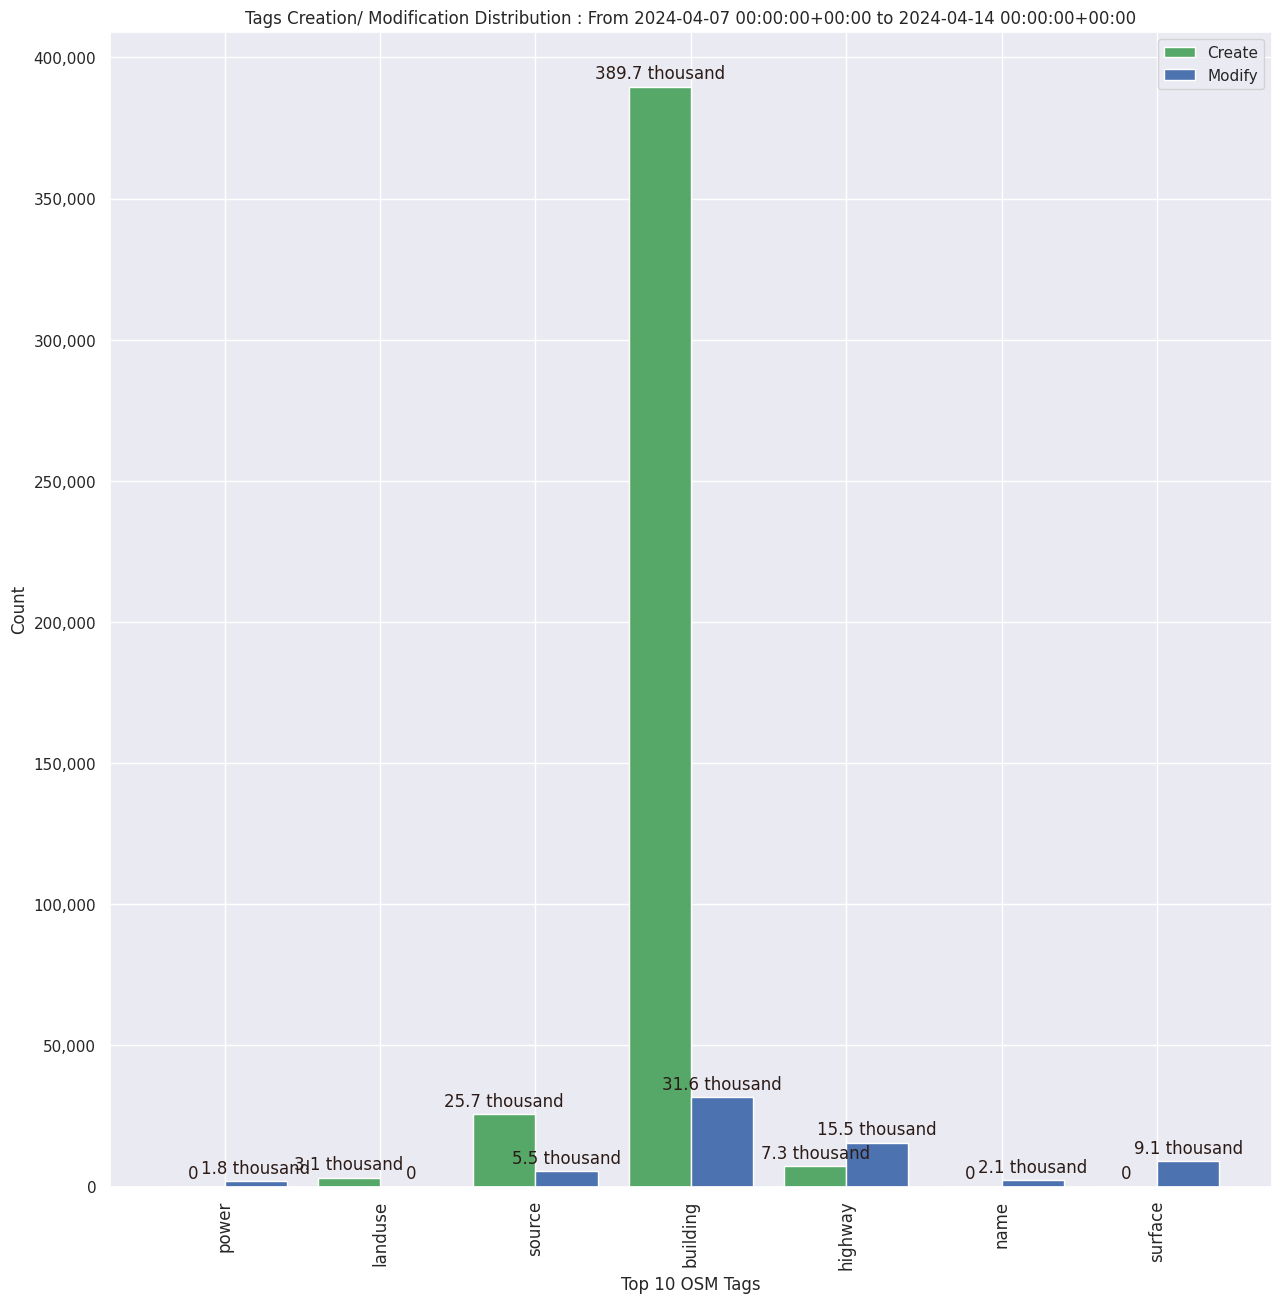 Tags Creation/ Modification Distribution : From 2024-04-07 00:00:00+00:00 to 2024-04-14 00:00:00+00:00
Create
Modify
400,000
350,000
300,000
250,000
200,000
150,000
100,000
50,000
0
Count
389.7 thousand
31.6 thousand
25.7 thousand
5.5 thousand
15.5 thousand
7.3 thousand
0
1.8 thousand
3.1 thousand
0
0
2.1 thousand
0
9.1 thousand
power
landuse
source
building
highway
name
surface
Top 10 OSM Tags